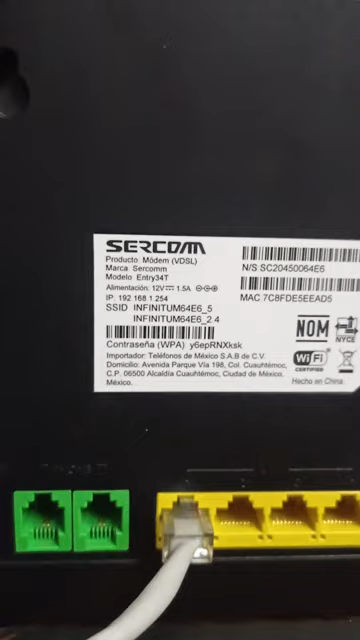 SERCOMM
Producto: Módem (VDSL)
Marca: Sercomm
Modelo: Entry34T
Alimentación: 12V 1.5A
IP: 192.168.1.254
SSID INFINITUM64E6_5
INFINITUM64E6_2.4
Contraseña (WPA) y6epRNXksk
N/S:SC20450064E6
MAC:7C8FDE5EEAD5
NOM
NYCE
Wi Fi
CERTIFIED
Importador: Teléfonos de México S.A.B de C.V.
Domicilio: Avenida Parque Vía 198, Col. Cuauhtémoc,
C.P. 06500 Alcaldía Cuauhtémoc, Ciudad de México,
México.
Hecho en China.